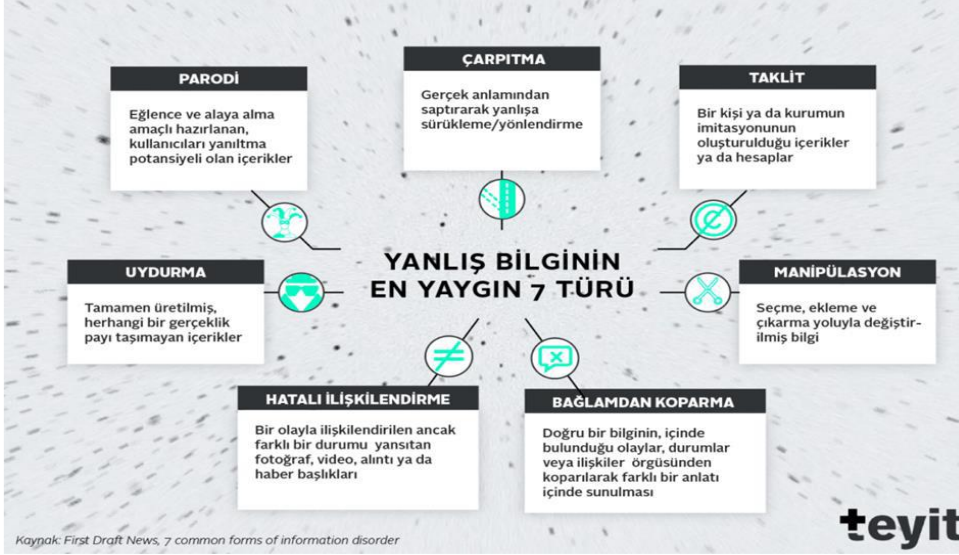 PARODİ
Eğlence ve alaya alma
amaçlı hazırlanan,
kullanıcıları yanıltma
potansiyeli olan içerikler
ÇARPITMA
Gerçek anlamından
saptırarak yanlışa
sürükleme/yönlendirme
TAKLİT
Bir kişi ya da kurumun
imitasyonunun
oluşturulduğu içerikler
ya da hesaplar
YANLIŞ BİLGİNİN
EN YAYGIN 7 TÜRÜ
UYDURMA
Tamamen üretilmiş,
herhangi bir gerçeklik
payı taşımayan içerikler
MANİPÜLASYON
Seçme, ekleme ve
çıkarma yoluyla değiştir-
ilmiş bilgi
HATALI İLİŞKİLENDİRME
Bir olayla ilişkilendirilen ancak
farklı bir durumu yansıtan
fotoğraf, video, alıntı ya da
haber başlıkları
BAĞLAMDAN KOPARMA
Doğru bir bilginin, içinde
bulunduğu olaylar, durumlar
veya ilişkiler örgüsünden
koparılarak farklı bir anlatı
içinde sunulması
Kaynak: First Draft News, 7 common forms of information disorder
teyit